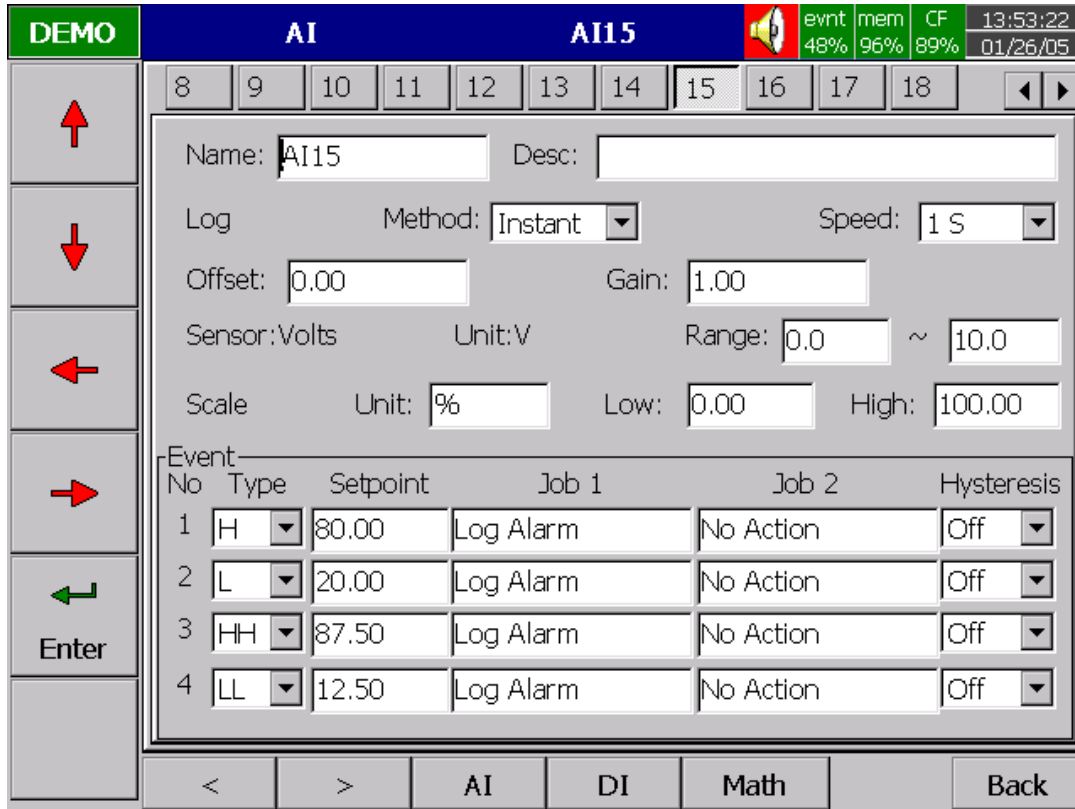 DEMO AI AI15 evnt mem CF 13:53:22
48% 96% 89% 01/26/05
8 9 10 11 12 13 14 15 16 17 18
Name: AI15 Desc:
Log Method: Instant Speed: 1 S
Offset: 0.00 Gain: 1.00
Sensor:Volts Unit:V Range: 0.0 ~ 10.0
Scale Unit: % Low: 0.00 High: 100.00
Event
No Type Setpoint Job 1 Job 2 Hysteresis
1 H 80.00 Log Alarm No Action Off
2 L 20.00 Log Alarm No Action Off
3 HH 87.50 Log Alarm No Action Off
4 LL 12.50 Log Alarm No Action Off
Enter
< > AI DI Math Back